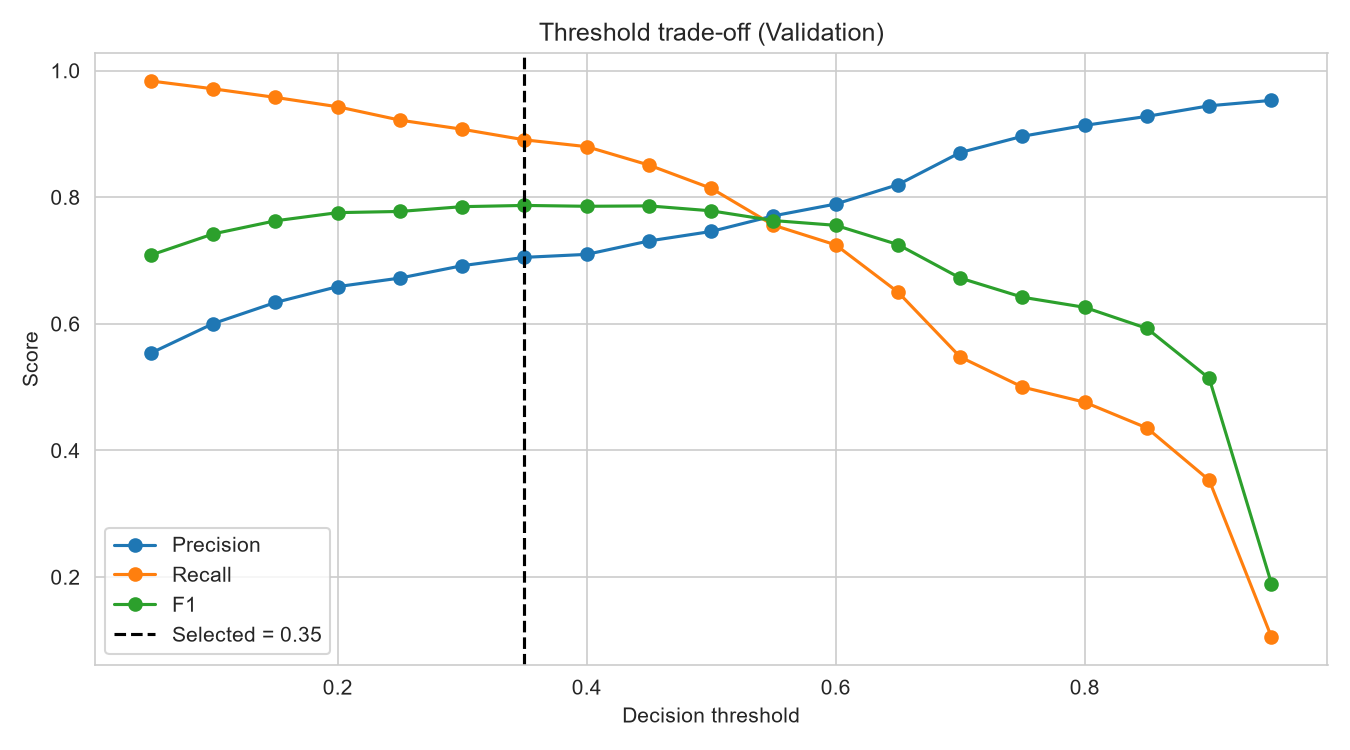 Threshold trade-off (Validation)
Score
1.0
0.8
0.6
0.4
0.2
Precision
Recall
F1
Selected = 0.35
0.2
0.4
0.6
0.8
Decision threshold